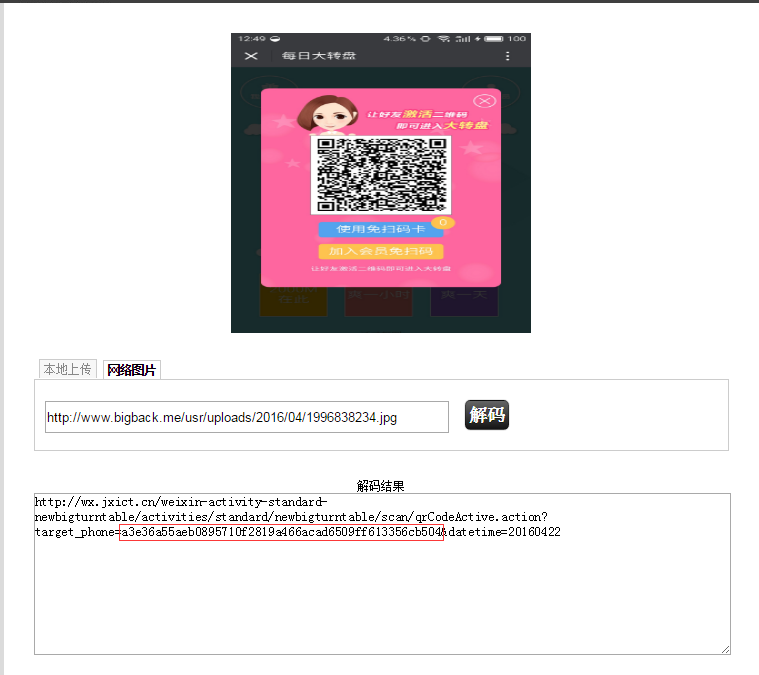 12:49
4.36% 100
每日大转盘
让好友激活二维码
即可进入大转盘
使用免扫码卡 0
加入会员免扫码
让好友激活二维码即可进入大转盘
在此 爽一小时 爽一天
本地上传 网络图片
http://www.bigback.me/usr/uploads/2016/04/1996838234.jpg 解码
解码结果
http://wx.jxict.cn/weixin-activity-standard-
newbigturntable/activities/standard/newbigturntable/scan/qrCodeActive.action?
target_phone=a3e36a55aeb0895710f2819a466acad6509ff613356cb504&datetime=20160422